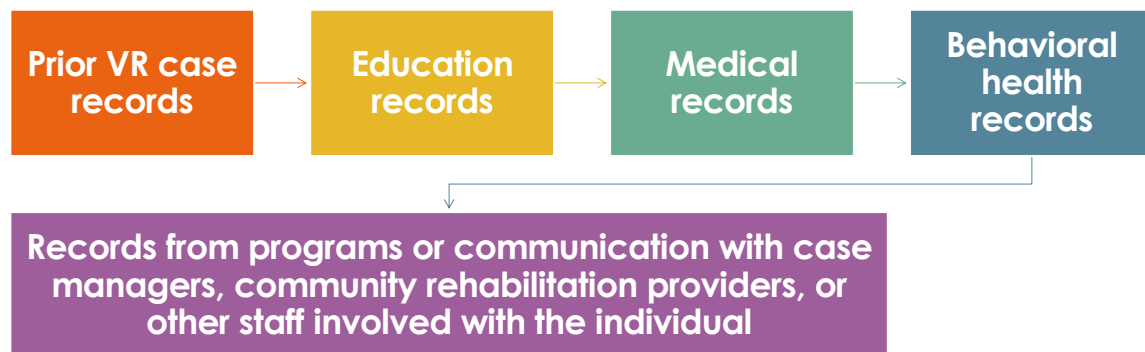 Prior VR case
records
Education
records
Medical
records
Behavioral
health
records
Records from programs or communication with case
managers, community rehabilitation providers, or
other staff involved with the individual